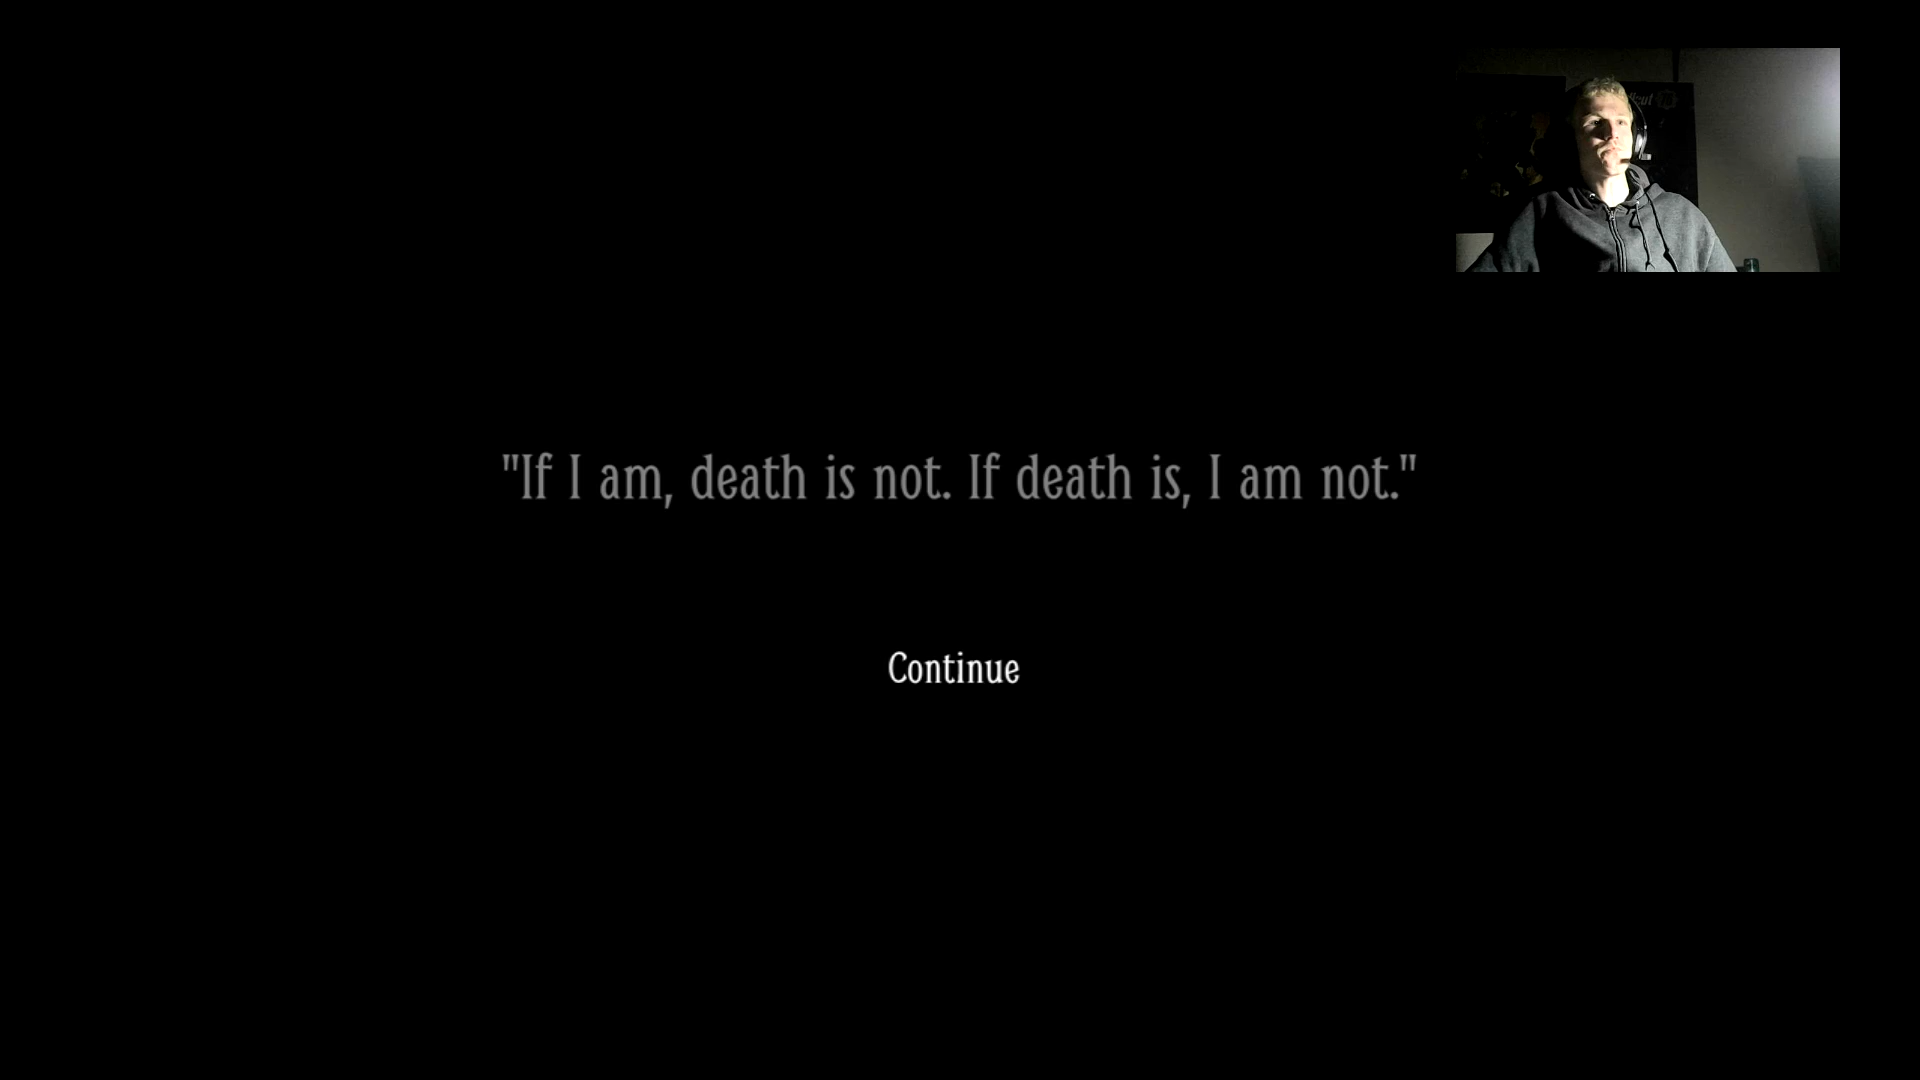 "If I am, death is not. If death is, I am not."
Continue